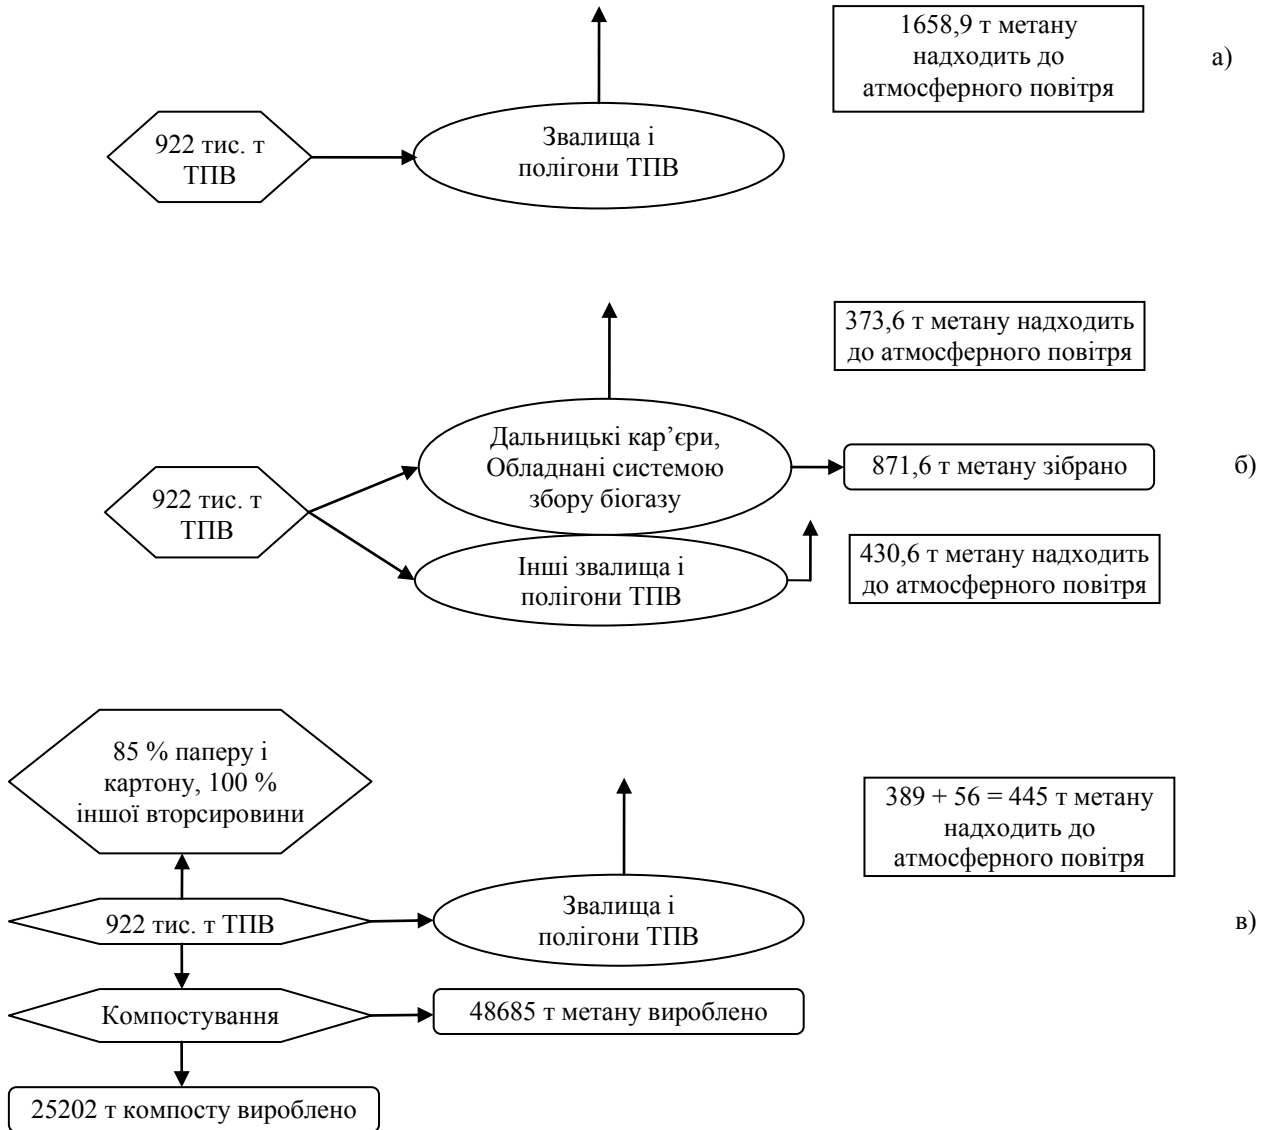 1658,9 т метану
надходить до
атмосферного повітря
а)
922 тис. т
ТПВ
Звалища і
полігони ТПВ
373,6 т метану надходить
до атмосферного повітря
Дальницькі кар’єри,
Обладнані системою
збору біогазу
871,6 т метану зібрано
б)
922 тис. т
ТПВ
Інші звалища і
полігони ТПВ
430,6 т метану надходить
до атмосферного повітря
85 % паперу і
картону, 100 %
іншої вторсировини
389 + 56 = 445 т метану
надходить до
атмосферного повітря
922 тис. т ТПВ
Звалища і
полігони ТПВ
в)
Компостування
48685 т метану вироблено
25202 т компосту вироблено